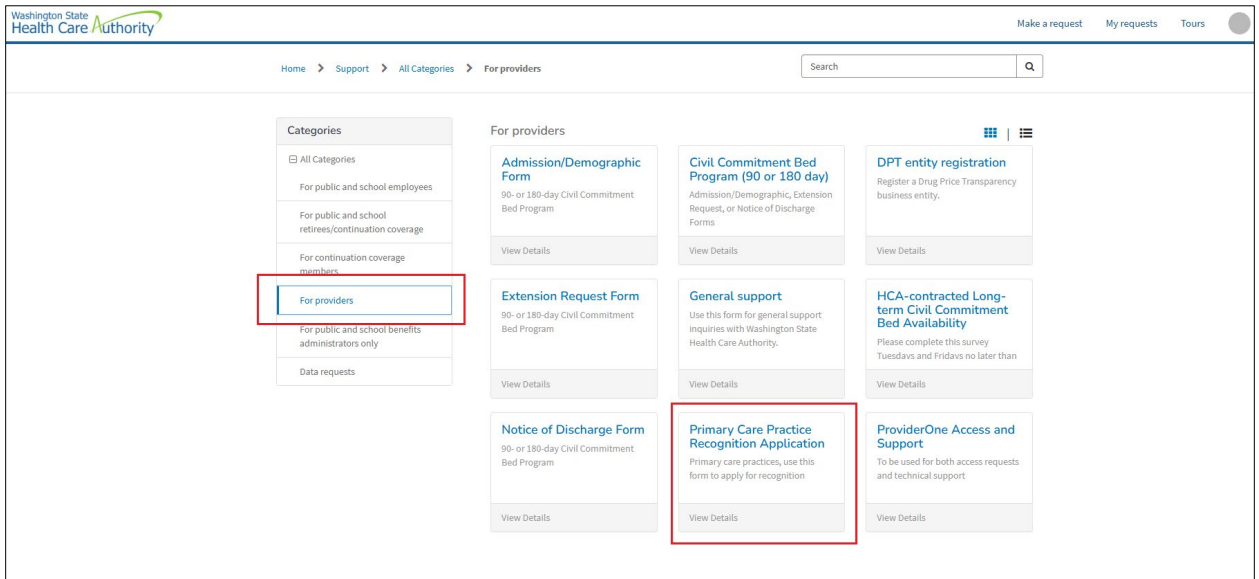 Washington State
Health Care Authority
Make a request My requests Tours
Home > Support > All Categories > For providers
Search
Categories
All Categories
For public and school employees
For public and school
retirees/continuation coverage
For continuation coverage
members
For providers
For public and school benefits
administrators only
Data requests
For providers
Admission/Demographic
Form
90- or 180-day Civil Commitment
Bed Program
View Details
Civil Commitment Bed
Program (90 or 180 day)
Admission/Demographic, Extension
Request, or Notice of Discharge
Forms
View Details
DPT entity registration
Register a Drug Price Transparency
business entity.
View Details
Extension Request Form
90- or 180-day Civil Commitment
Bed Program
View Details
General support
Use this form for general support
inquiries with Washington State
Health Care Authority.
View Details
HCA-contracted Long-
term Civil Commitment
Bed Availability
Please complete this survey
Tuesdays and Fridays no later than
View Details
Notice of Discharge Form
90- or 180-day Civil Commitment
Bed Program
View Details
Primary Care Practice
Recognition Application
Primary care practices, use this
form to apply for recognition
View Details
ProviderOne Access and
Support
To be used for both access requests
and technical support
View Details